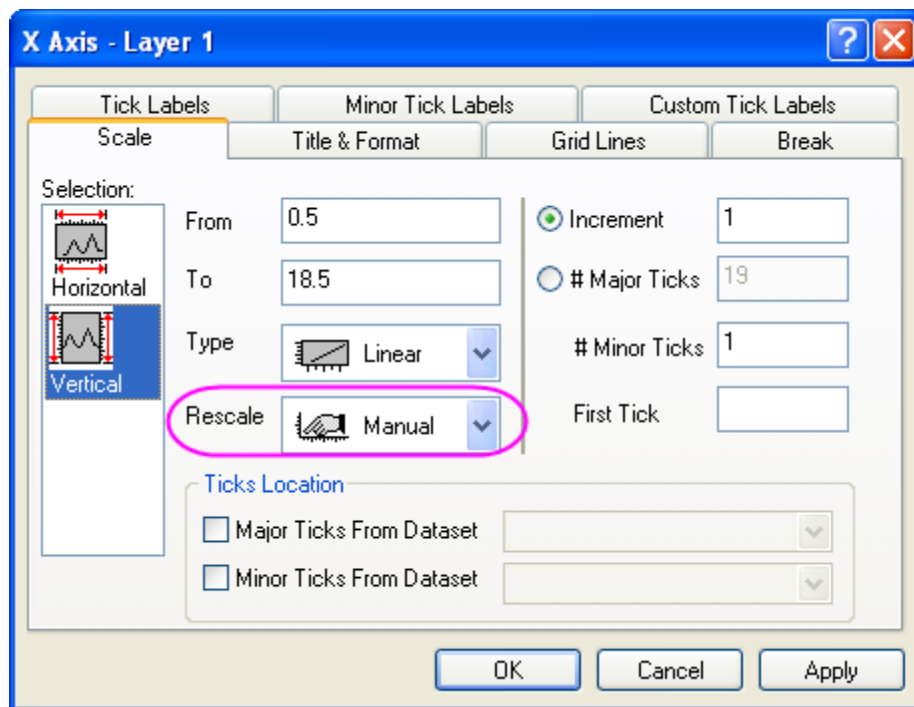 X Axis - Layer 1
Tick Labels
Minor Tick Labels
Custom Tick Labels
Scale
Title & Format
Grid Lines
Break
Selection:
Horizontal
Vertical
From 0.5
To 18.5
Type Linear
Rescale Manual
Increment 1
# Major Ticks 19
# Minor Ticks 1
First Tick
Ticks Location
Major Ticks From Dataset
Minor Ticks From Dataset
OK
Cancel
Apply